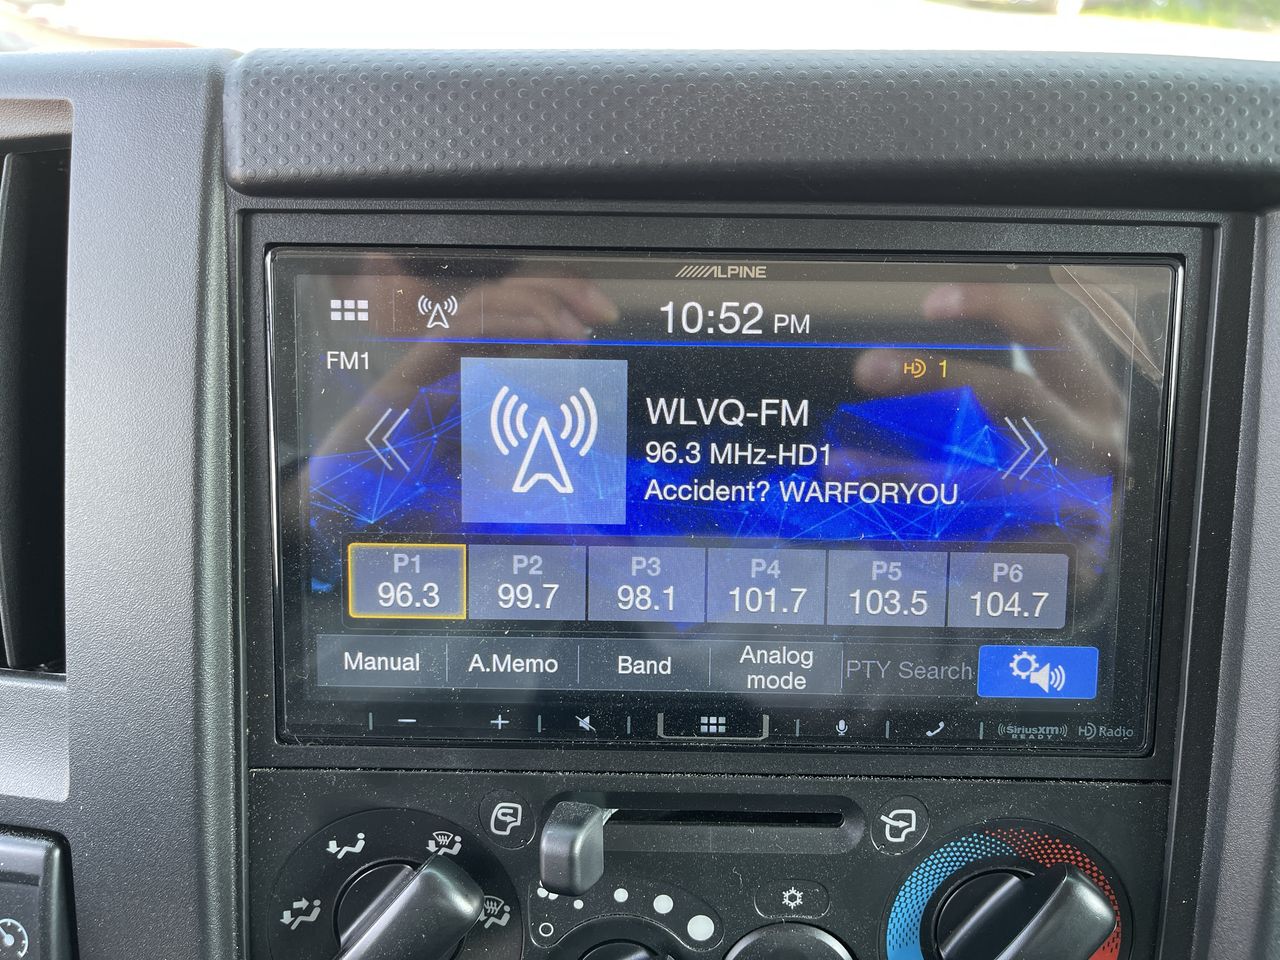 ALPINE
10:52 PM
FM1
HD 1
WLVQ-FM
96.3 MHz-HD1
Accident? WARFORYOU
P1 P2 P3 P4 P5 P6
96.3 99.7 98.1 101.7 103.5 104.7
Manual A.Memo Band Analog mode PTY Search
− +
SiriusXM READY HD Radio